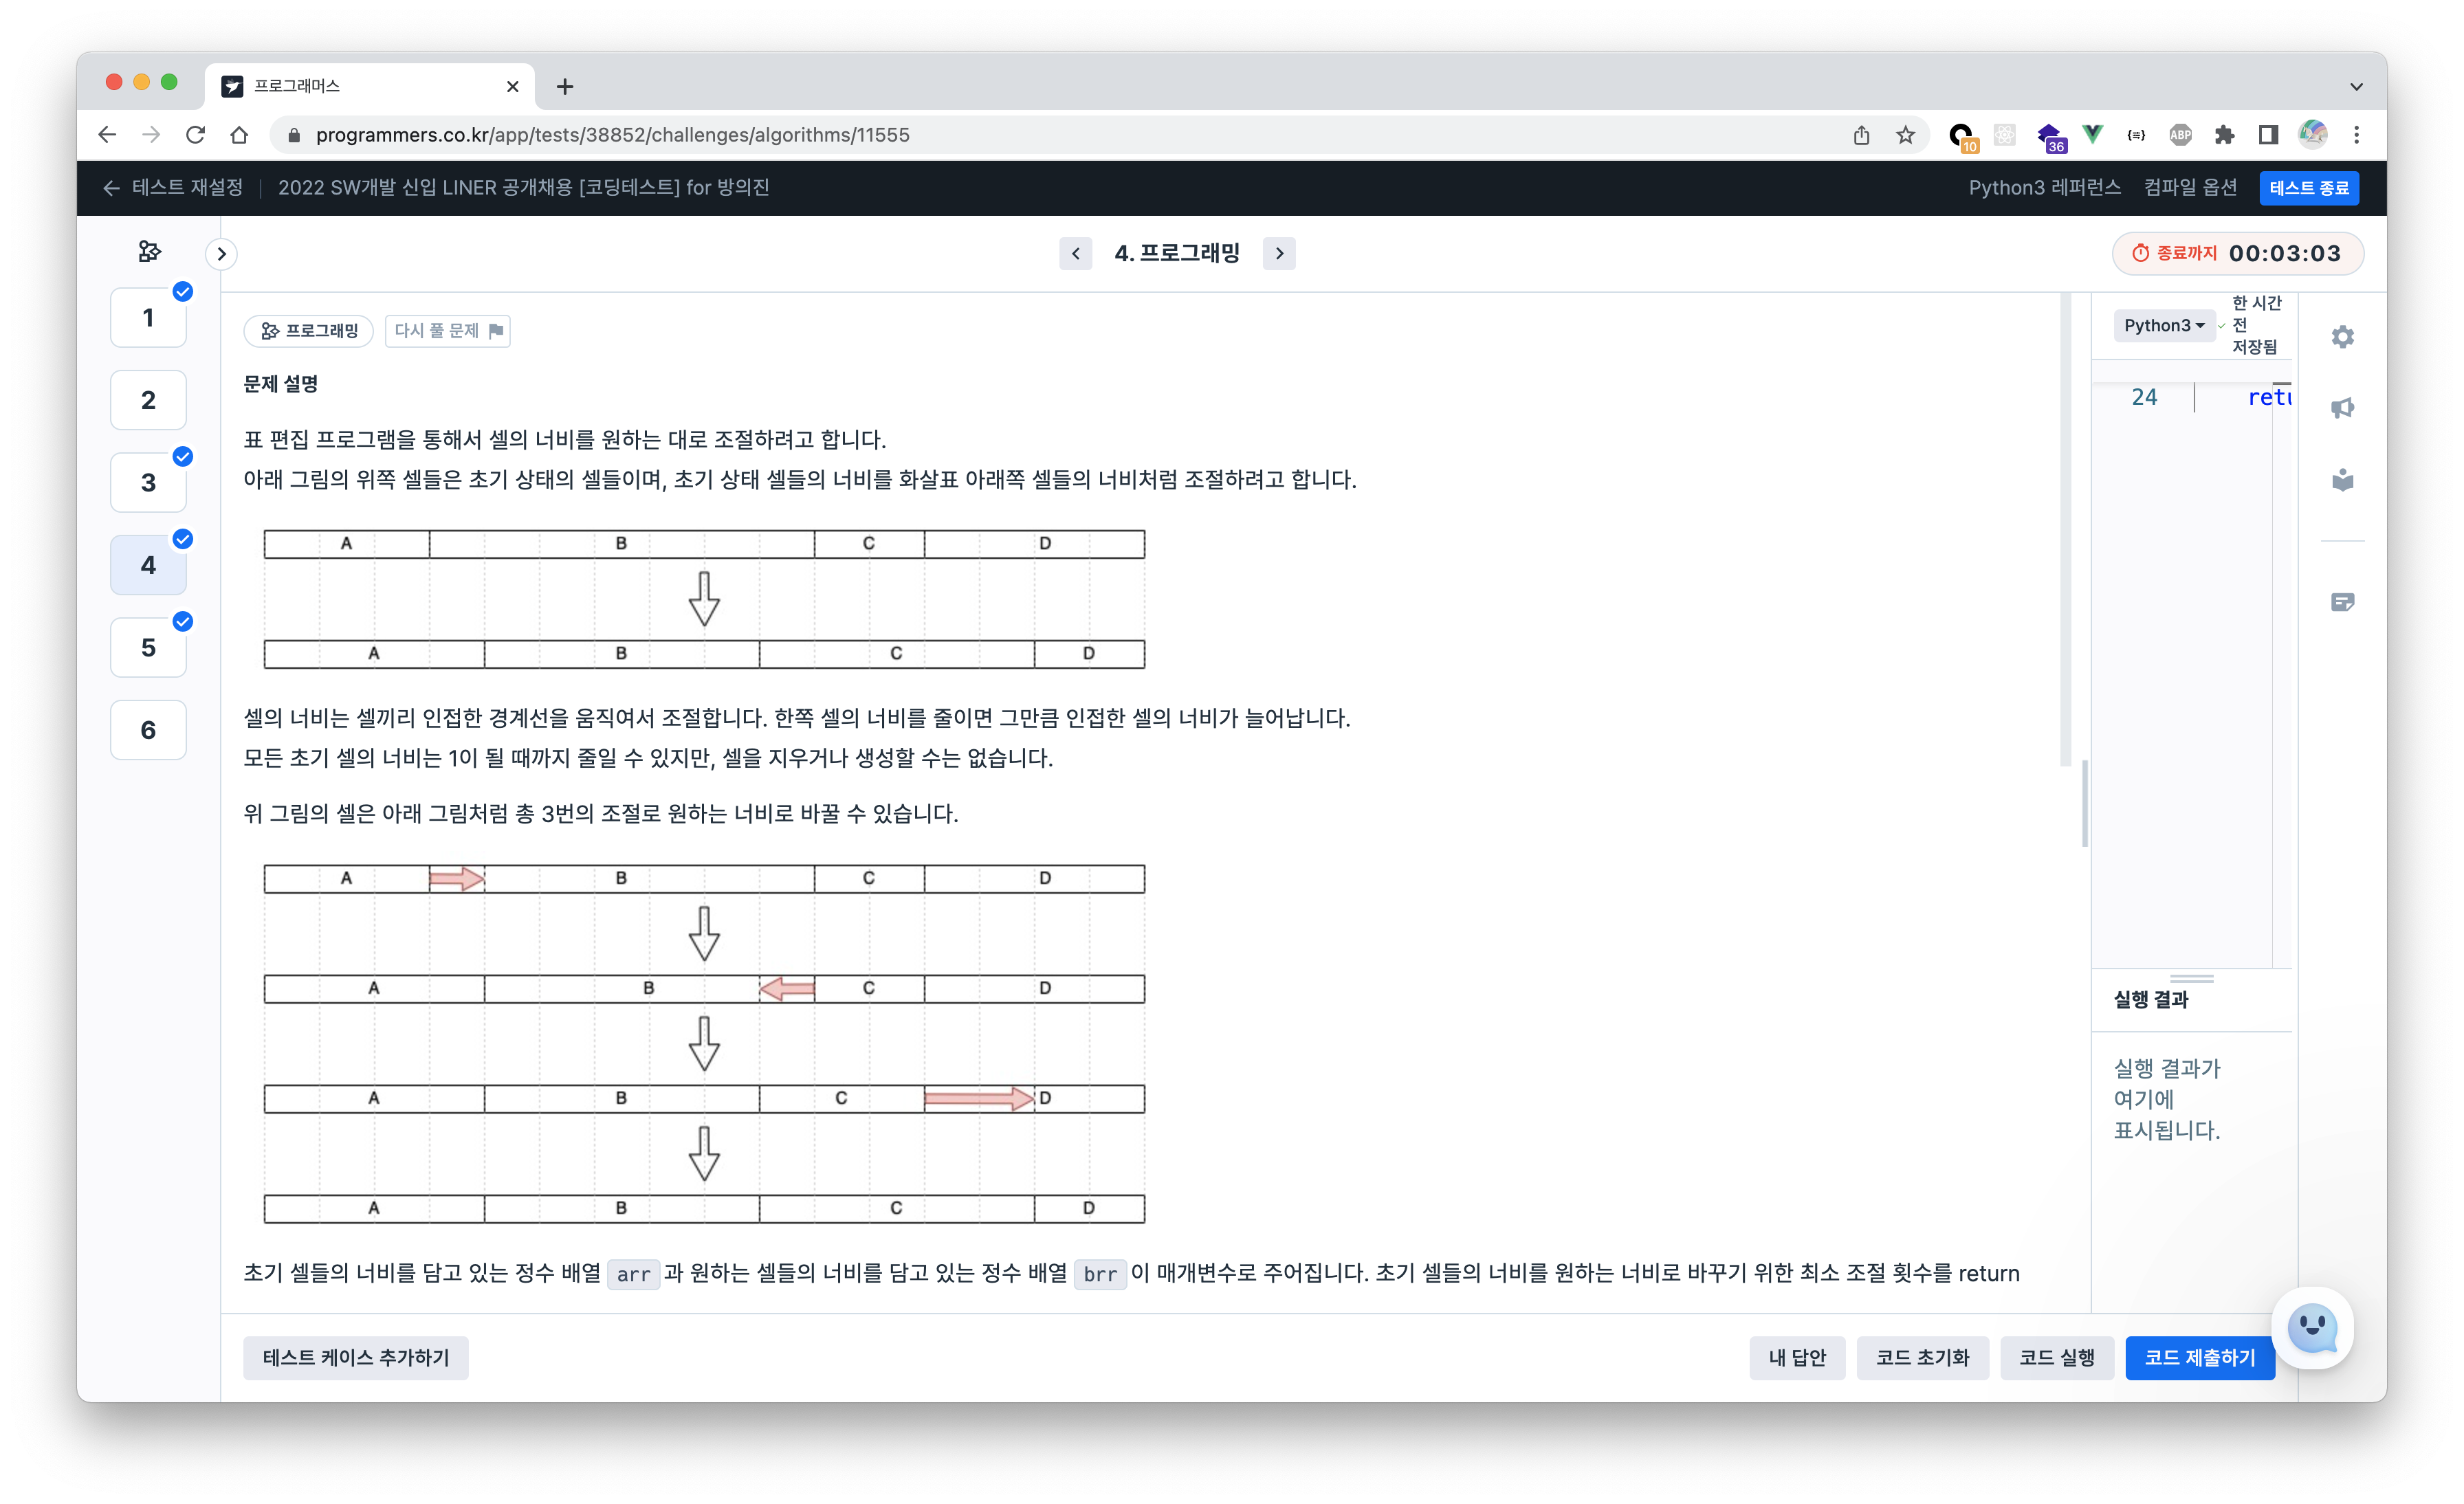 프로그래머스
programmers.co.kr/app/tests/38852/challenges/algorithms/11555
10
36
ABP
테스트 재설정
2022 SW개발 신입 LINER 공개채용 [코딩테스트] for 방의진
Python3 레퍼런스
컴파일 옵션
테스트 종료
4. 프로그래밍
종료까지 00:03:03
1
2
3
4
5
6
프로그래밍
다시 풀 문제
문제 설명
표 편집 프로그램을 통해서 셀의 너비를 원하는 대로 조절하려고 합니다.
아래 그림의 위쪽 셀들은 초기 상태의 셀들이며, 초기 상태 셀들의 너비를 화살표 아래쪽 셀들의 너비처럼 조절하려고 합니다.
A B C D
A B C D
셀의 너비는 셀끼리 인접한 경계선을 움직여서 조절합니다. 한쪽 셀의 너비를 줄이면 그만큼 인접한 셀의 너비가 늘어납니다.
모든 초기 셀의 너비는 1이 될 때까지 줄일 수 있지만, 셀을 지우거나 생성할 수는 없습니다.
위 그림의 셀은 아래 그림처럼 총 3번의 조절로 원하는 너비로 바꿀 수 있습니다.
A B C D
A B C D
A B C D
A B C D
초기 셀들의 너비를 담고 있는 정수 배열 arr 과 원하는 셀들의 너비를 담고 있는 정수 배열 brr 이 매개변수로 주어집니다. 초기 셀들의 너비를 원하는 너비로 바꾸기 위한 최소 조절 횟수를 return
Python3
한 시간
전
저장됨
24
실행 결과
실행 결과가
여기에
표시됩니다.
테스트 케이스 추가하기
내 답안
코드 초기화
코드 실행
코드 제출하기